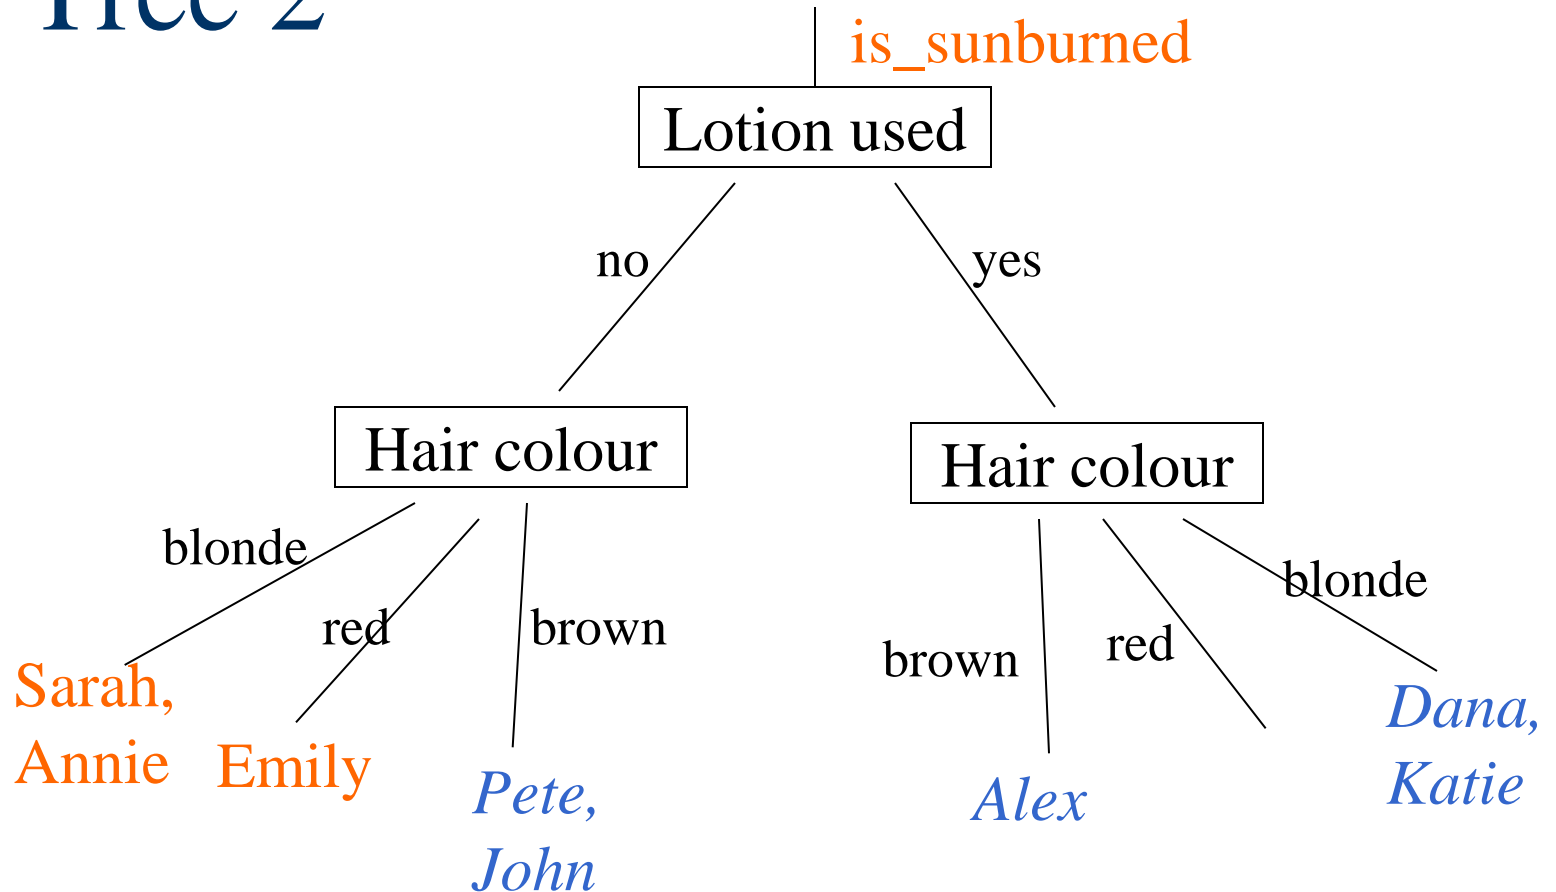 Tree 2
is_sunburned
Lotion used
no
yes
Hair colour
Hair colour
blonde
red
brown
brown
red
blonde
Sarah,
Annie
Emily
Pete,
John
Alex
Dana,
Katie